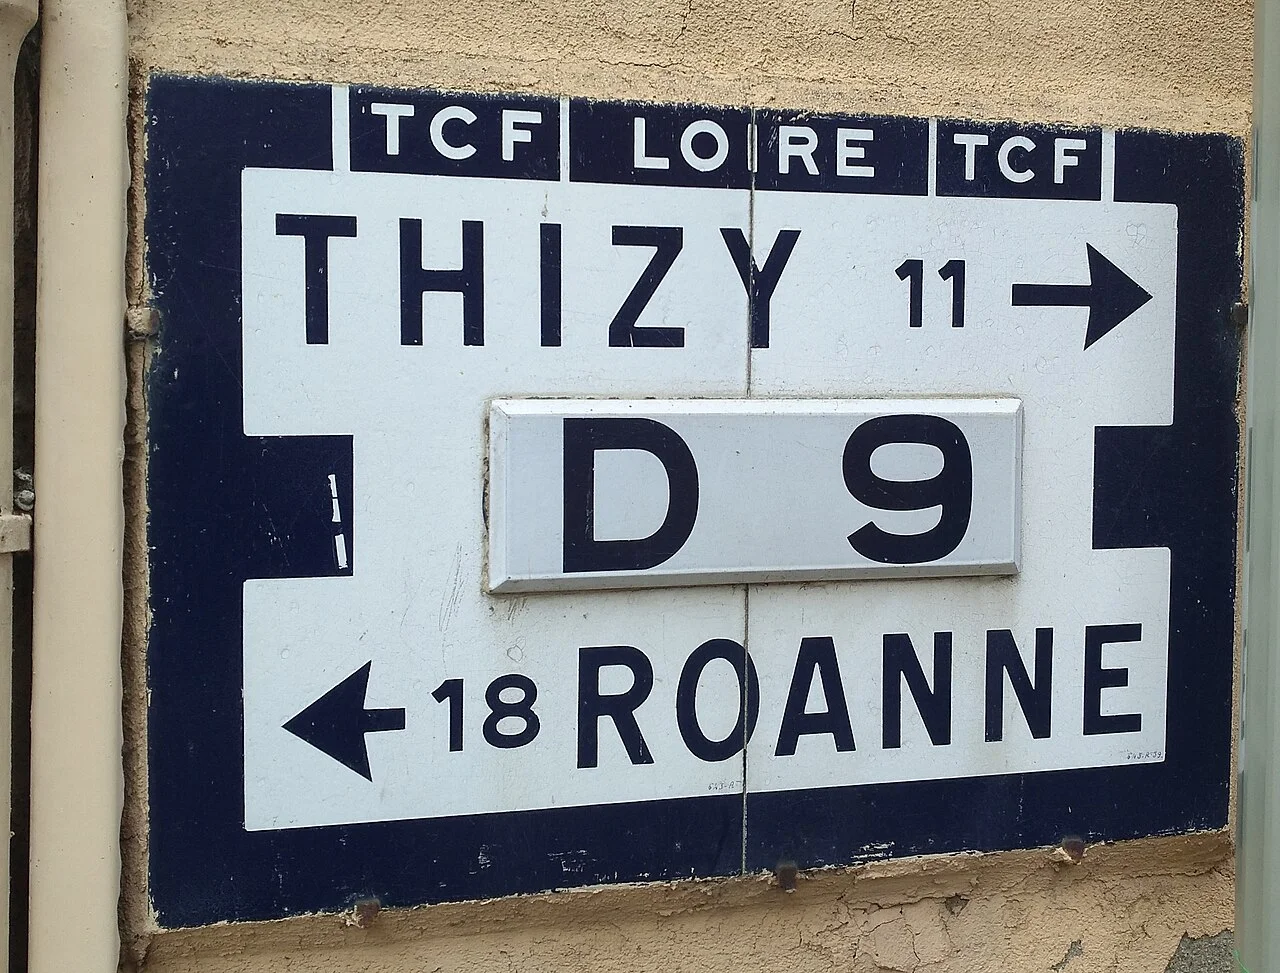 TCF LOIRE TCF
THIZY 11
D 9
18 ROANNE